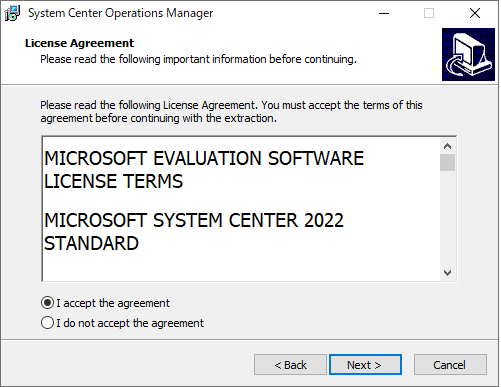 System Center Operations Manager
License Agreement
Please read the following important information before continuing.
Please read the following License Agreement. You must accept the terms of this
agreement before continuing with the extraction.
MICROSOFT EVALUATION SOFTWARE
LICENSE TERMS
MICROSOFT SYSTEM CENTER 2022
STANDARD
I accept the agreement
I do not accept the agreement
< Back
Next >
Cancel